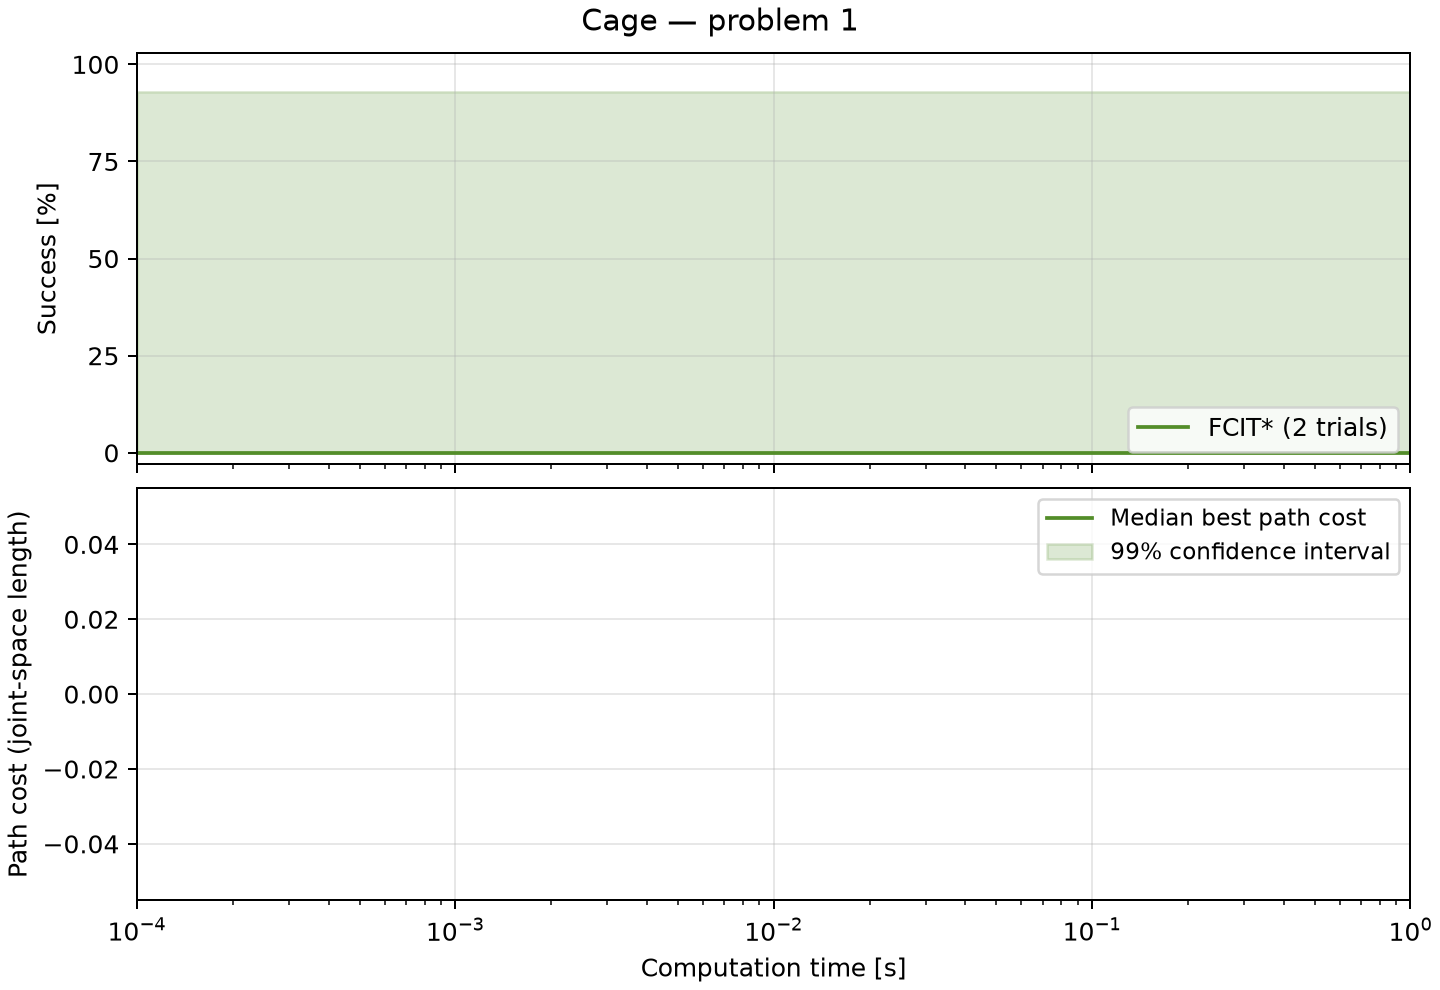 Cage — problem 1
100
75
50
25
0
Success [%]
FCIT* (2 trials)
Median best path cost
99% confidence interval
0.04
0.02
0.00
−0.02
−0.04
Path cost (joint-space length)
10⁻⁴ 10⁻³ 10⁻² 10⁻¹ 10⁰
Computation time [s]